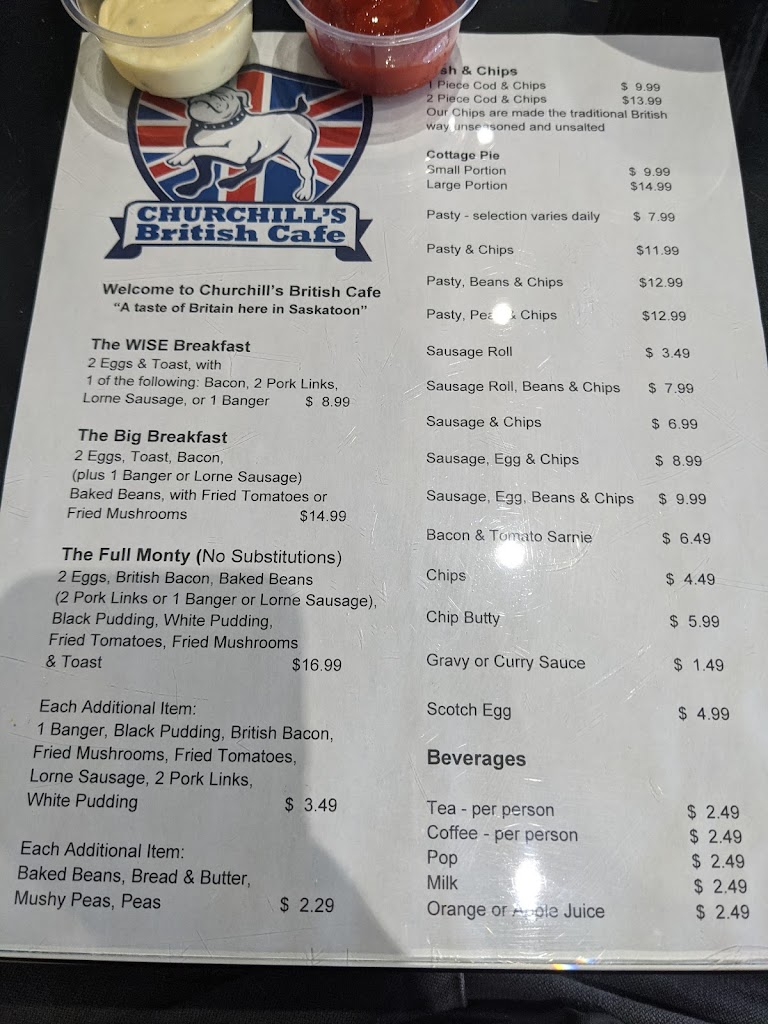 CHURCHILL'S
British Cafe
Welcome to Churchill's British Cafe
"A taste of Britain here in Saskatoon"
The WISE Breakfast
2 Eggs & Toast, with
1 of the following: Bacon, 2 Pork Links,
Lorne Sausage, or 1 Banger $ 8.99
The Big Breakfast
2 Eggs, Toast, Bacon,
(plus 1 Banger or Lorne Sausage)
Baked Beans, with Fried Tomatoes or
Fried Mushrooms $14.99
The Full Monty (No Substitutions)
2 Eggs, British Bacon, Baked Beans
(2 Pork Links or 1 Banger or Lorne Sausage),
Black Pudding, White Pudding,
Fried Tomatoes, Fried Mushrooms
& Toast $16.99
Each Additional Item:
1 Banger, Black Pudding, British Bacon,
Fried Mushrooms, Fried Tomatoes,
Lorne Sausage, 2 Pork Links,
White Pudding $ 3.49
Each Additional Item:
Baked Beans, Bread & Butter,
Mushy Peas, Peas $ 2.29
& Chips
1 Piece Cod & Chips $ 9.99
2 Piece Cod & Chips $13.99
Our Chips are made the traditional British
way unseasoned and unsalted
Cottage Pie
Small Portion $ 9.99
Large Portion $14.99
Pasty - selection varies daily $ 7.99
Pasty & Chips $11.99
Pasty, Beans & Chips $12.99
Pasty, Peas & Chips $12.99
Sausage Roll $ 3.49
Sausage Roll, Beans & Chips $ 7.99
Sausage & Chips $ 6.99
Sausage, Egg & Chips $ 8.99
Sausage, Egg, Beans & Chips $ 9.99
Bacon & Tomato Sarnie $ 6.49
Chips $ 4.49
Chip Butty $ 5.99
Gravy or Curry Sauce $ 1.49
Scotch Egg $ 4.99
Beverages
Tea - per person $ 2.49
Coffee - per person $ 2.49
Pop $ 2.49
Milk $ 2.49
Orange or Apple Juice $ 2.49